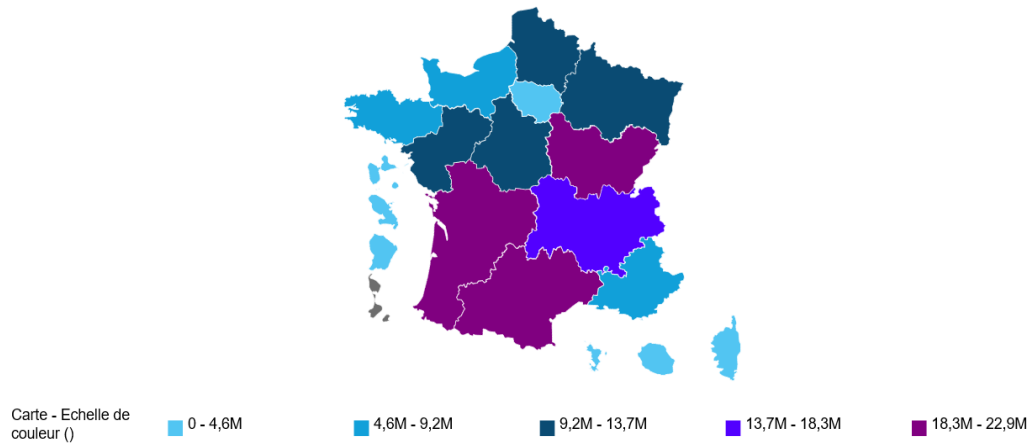 Carte - Echelle de
couleur ()
0 - 4,6M
4,6M - 9,2M
9,2M - 13,7M
13,7M - 18,3M
18,3M - 22,9M